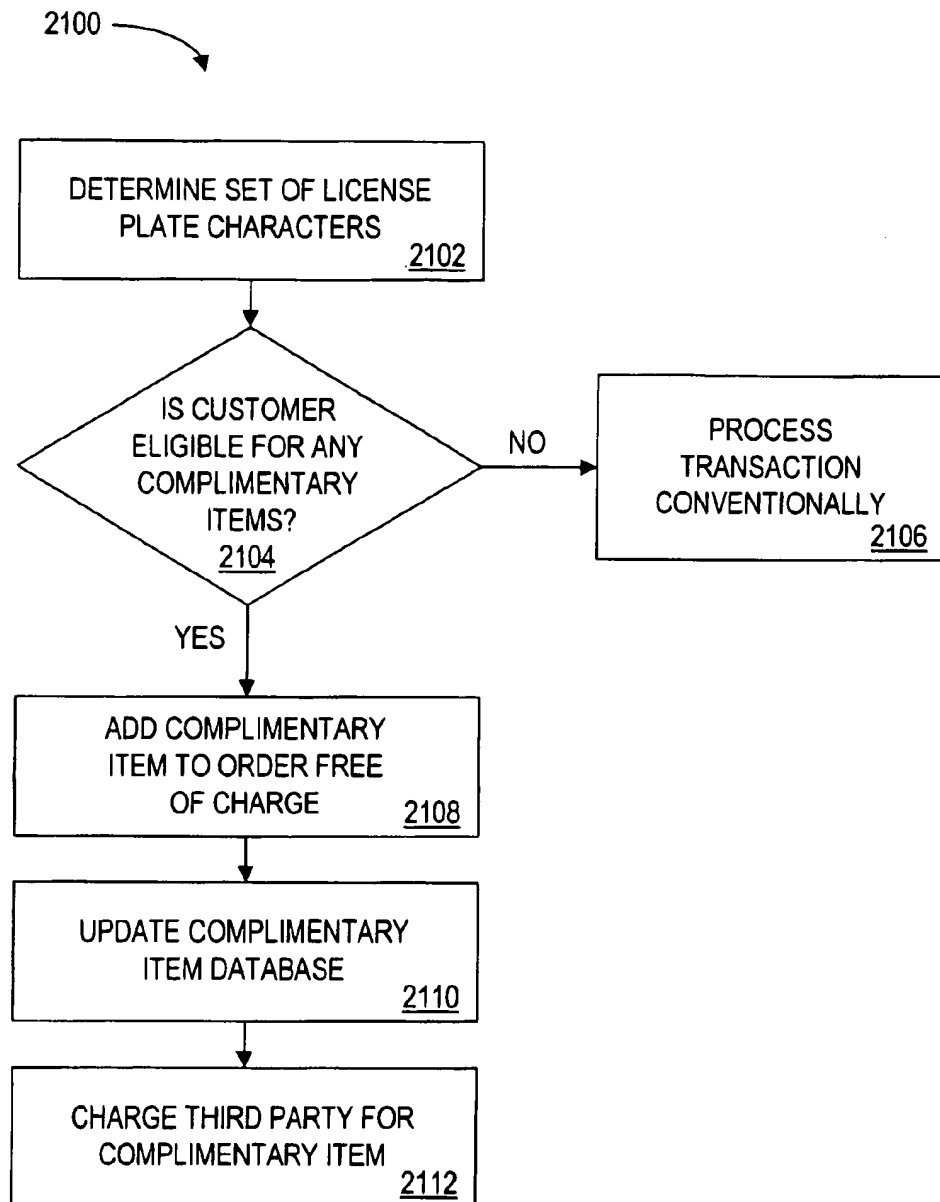 2100
DETERMINE SET OF LICENSE
PLATE CHARACTERS
2102
IS CUSTOMER
ELIGIBLE FOR ANY
COMPLIMENTARY
ITEMS?
2104
NO
PROCESS
TRANSACTION
CONVENTIONALLY
2106
YES
ADD COMPLIMENTARY
ITEM TO ORDER FREE
OF CHARGE
2108
UPDATE COMPLIMENTARY
ITEM DATABASE
2110
CHARGE THIRD PARTY FOR
COMPLIMENTARY ITEM
2112